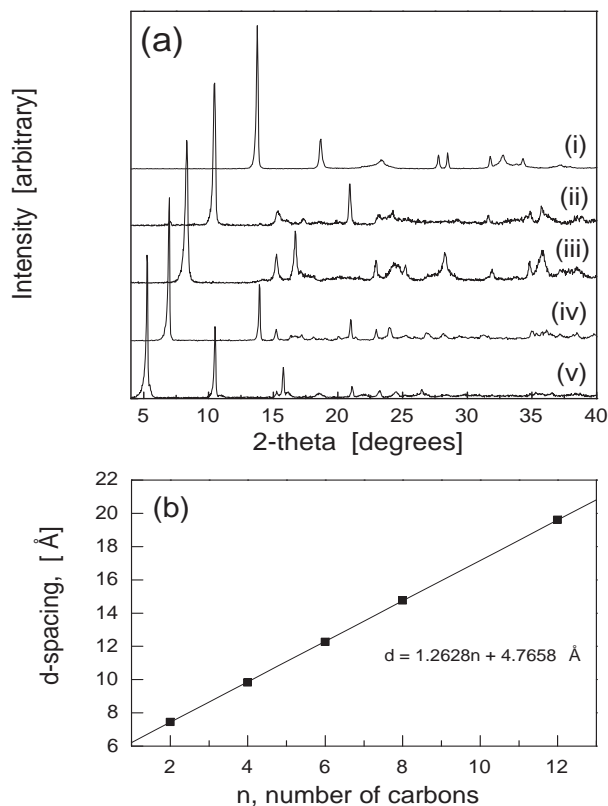 (a)
Intensity [arbitrary]
(i)
(ii)
(iii)
(iv)
(v)
5 10 15 20 25 30 35 40
2-theta [degrees]
(b)
d-spacing, [ Å]
22
20
18
16
14
12
10
8
6
d = 1.2628n + 4.7658 Å
2 4 6 8 10 12
n, number of carbons